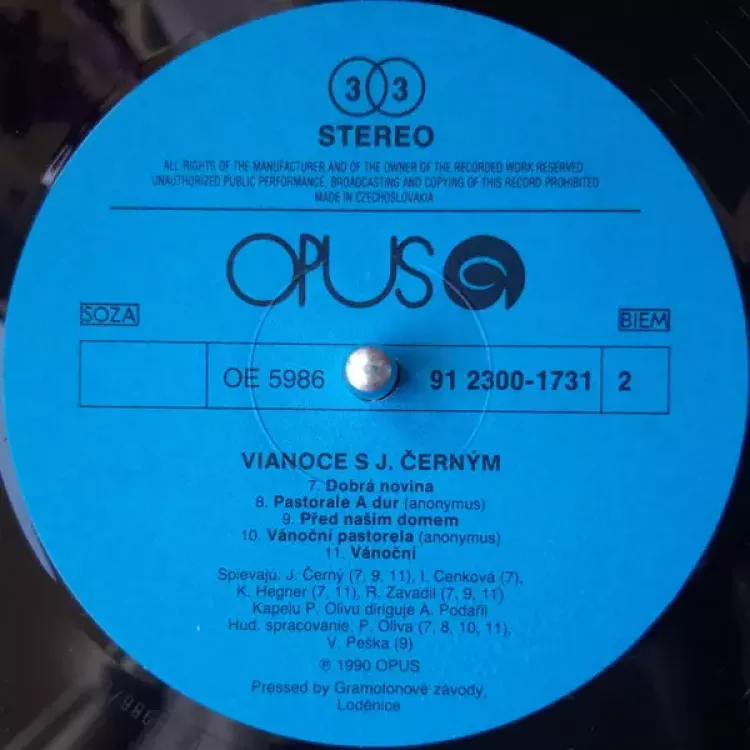 33
STEREO
ALL RIGHTS OF THE MANUFACTURER AND OF THE OWNER OF THE RECORDED WORK RESERVED
UNAUTHORIZED PUBLIC PERFORMANCE, BROADCASTING AND COPYING OF THIS RECORD PROHIBITED
MADE IN CZECHOSLOVAKIA
OPUS
SOZA BIEM
OE 5986 91 2300-1731 2
VIANOCE S J. ČERNÝM
7. Dobrá novina
8. Pastorale A dur (anonymus)
9. Před naším domem
10. Vánoční pastorela (anonymus)
11. Vánoční
Spievajú: J. Černý (7, 9, 11), I. Cenková (7),
K. Hegner (7, 11), R. Zavadil (7, 9, 11)
Kapelu P. Olivu diriguje A. Podařil
Hud. spracovanie, P. Oliva (7, 8, 10, 11),
V. Peška (9)
℗ 1990 OPUS
Pressed by Gramofonové závody,
Loděnice